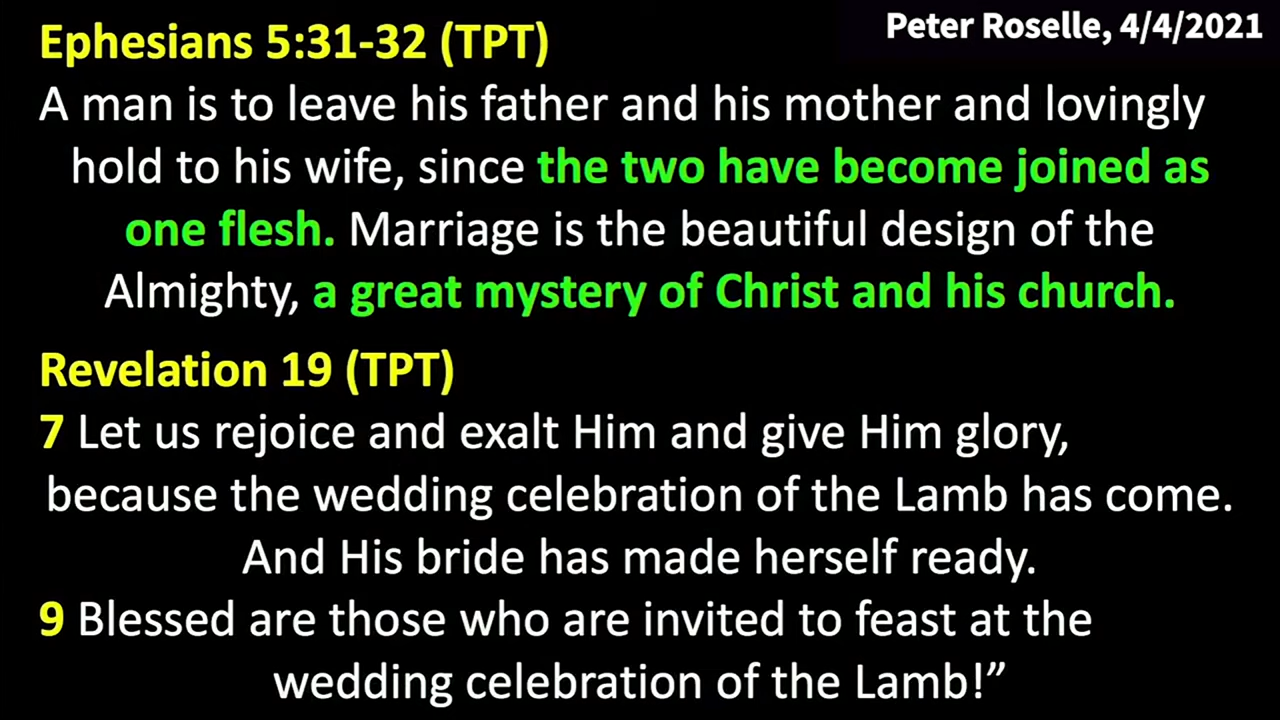 Peter Roselle, 4/4/2021
Ephesians 5:31-32 (TPT)
A man is to leave his father and his mother and lovingly
hold to his wife, since the two have become joined as
one flesh. Marriage is the beautiful design of the
Almighty, a great mystery of Christ and his church.
Revelation 19 (TPT)
7 Let us rejoice and exalt Him and give Him glory,
because the wedding celebration of the Lamb has come.
And His bride has made herself ready.
9 Blessed are those who are invited to feast at the
wedding celebration of the Lamb!”